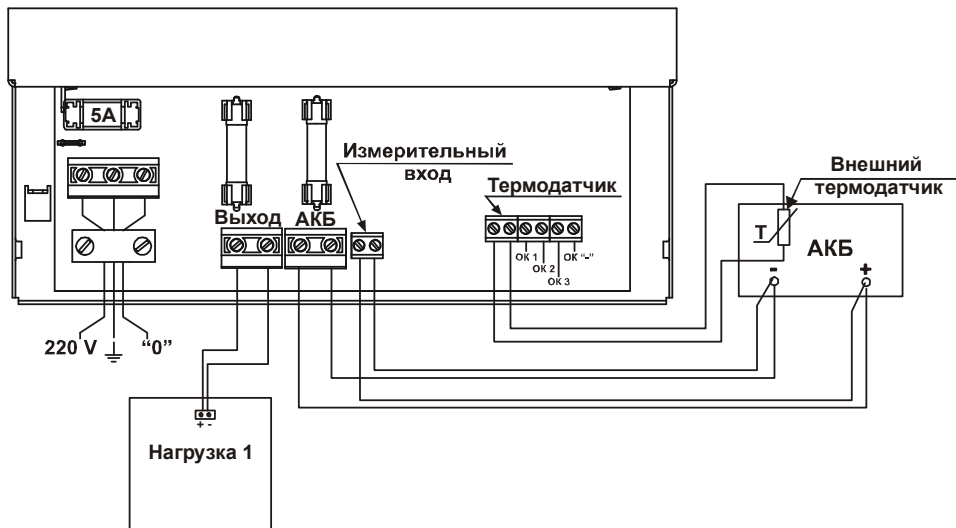 5А
Измерительный
вход
Термодатчик
Внешний
термодатчик
Выход
АКБ
Т
АКБ
ОК 1
ОК 2
ОК 3
ОК “-”
-
+
220 V
“0”
+ -
Нагрузка 1